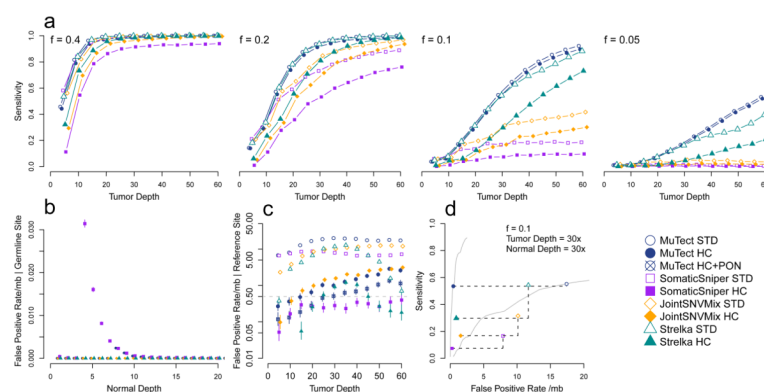 a
f = 0.4
f = 0.2
f = 0.1
f = 0.05
Sensitivity
0.0 0.2 0.4 0.6 0.8 1.0
0 10 20 30 40 50 60
0 10 20 30 40 50 60
0 10 20 30 40 50 60
0 10 20 30 40 50 60
Tumor Depth
Tumor Depth
Tumor Depth
Tumor Depth
b
False Positive Rate/mb | Germline Site
0.000 0.010 0.020 0.030
0 5 10 15 20
Normal Depth
c
False Positive Rate/mb | Reference Site
0.01 0.05 0.50 5.00 50.00
0 10 20 30 40 50 60
Tumor Depth
d
f = 0.1
Tumor Depth = 30x
Normal Depth = 30x
Sensitivity
0.0 0.2 0.4 0.6 0.8 1.0
0 5 10 15 20
False Positive Rate /mb
MuTect STD
MuTect HC
MuTect HC+PON
SomaticSniper STD
SomaticSniper HC
JointSNVMix STD
JointSNVMix HC
Strelka STD
Strelka HC